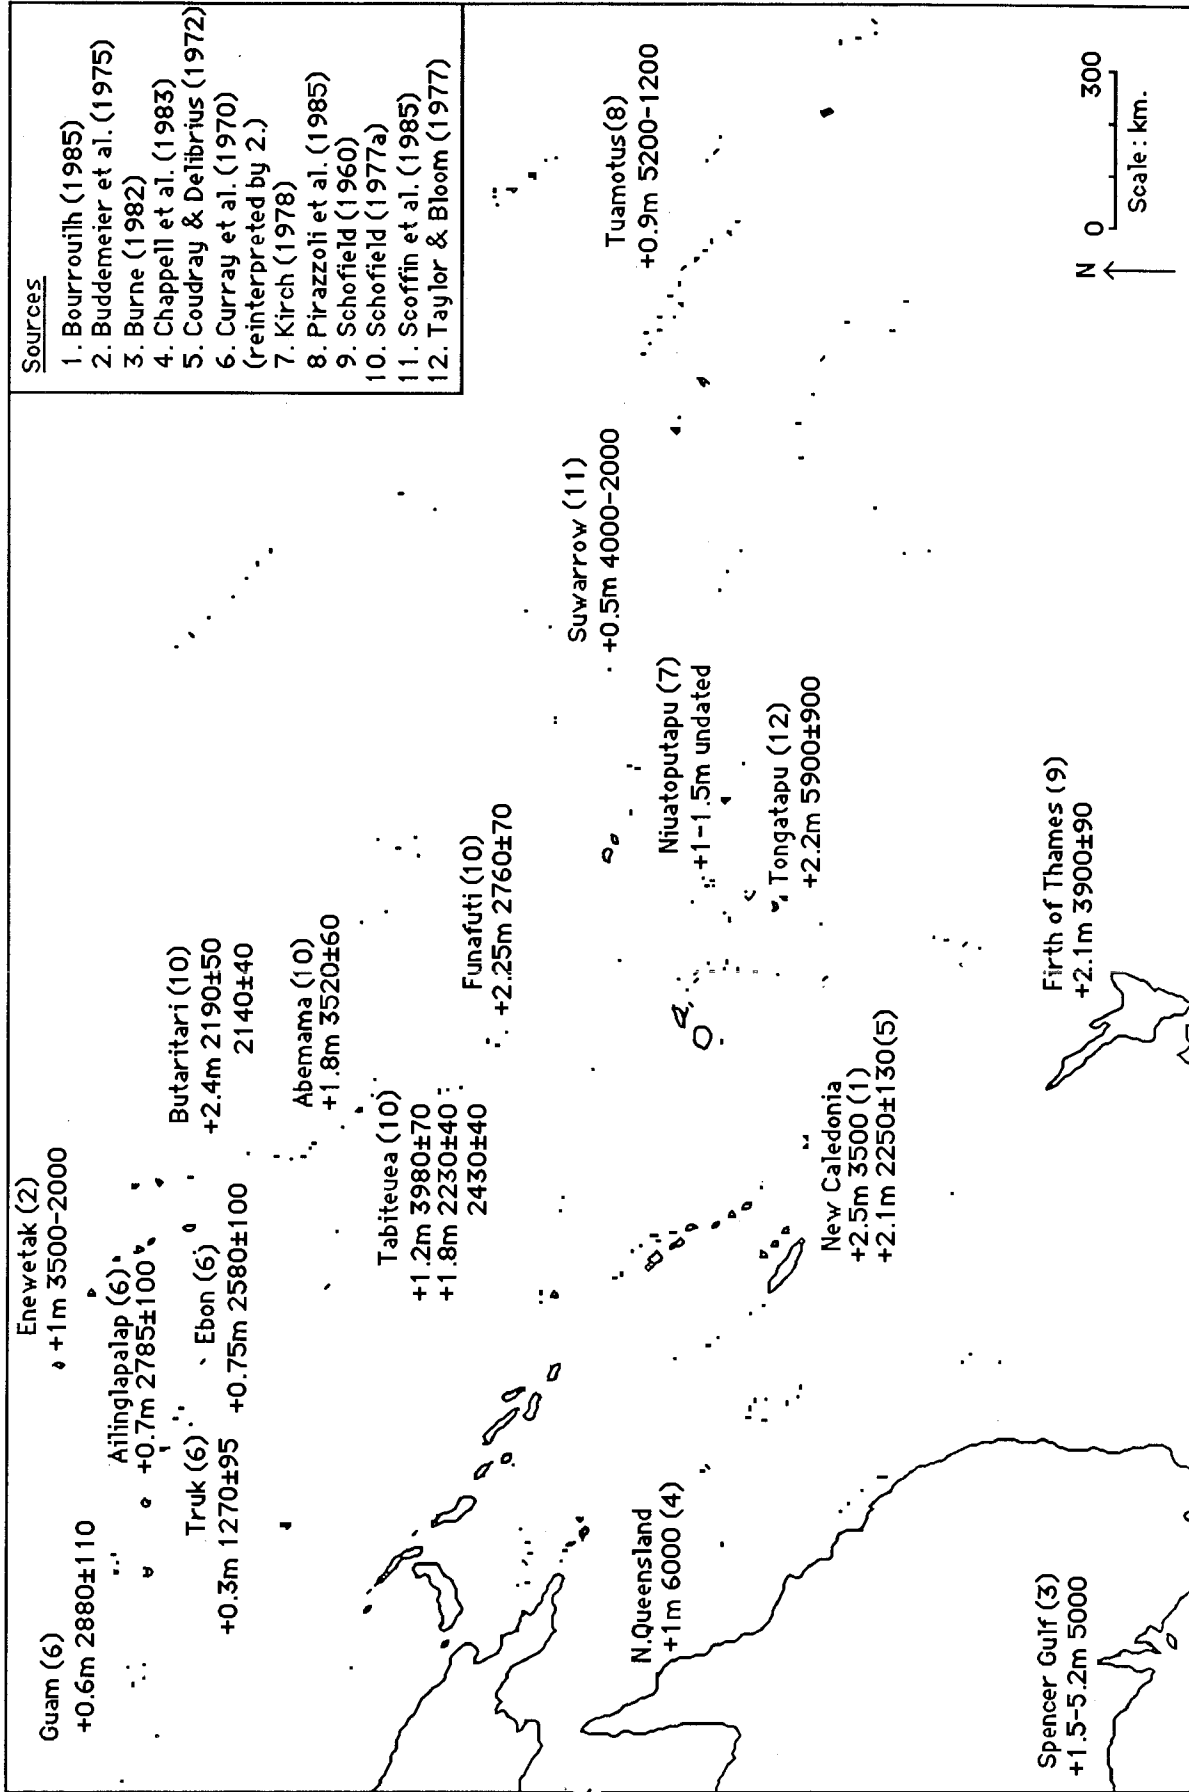 Sources
1. Bourrouilh (1985)
2. Buddemeier et al. (1975)
3. Burne (1982)
4. Chappell et al. (1983)
5. Coudray & Delibrius (1972)
6. Curray et al. (1970)
(reinterpreted by 2.)
7. Kirch (1978)
8. Pirazzoli et al. (1985)
9. Schofield (1960)
10. Schofield (1977a)
11. Scoffin et al. (1985)
12. Taylor & Bloom (1977)
Guam (6)
+0.6m 2880±110
Enewetak (2)
+1m 3500-2000
Ailinglapalap (6)
+0.7m 2785±100
Truk (6)
+0.3m 1270±95
Ebon (6)
+0.75m 2580±100
Butaritari (10)
+2.4m 2190±50
2140±40
Abemama (10)
+1.8m 3520±60
Tabiteuea (10)
+1.2m 3980±70
+1.8m 2230±40
2430±40
Funafuti (10)
+2.25m 2760±70
Suwarrow (11)
+0.5m 4000-2000
Tuamotus(8)
+0.9m 5200-1200
N.Queensland
+1m 6000 (4)
Niuatoputapu (7)
+1-1.5m undated
Tongatapu (12)
+2.2m 5900±900
New Caledonia
+2.5m 3500 (1)
+2.1m 2250±130(5)
Spencer Gulf (3)
+1.5-5.2m 5000
Firth of Thames (9)
+2.1m 3900±90
N
0 300
Scale: km.